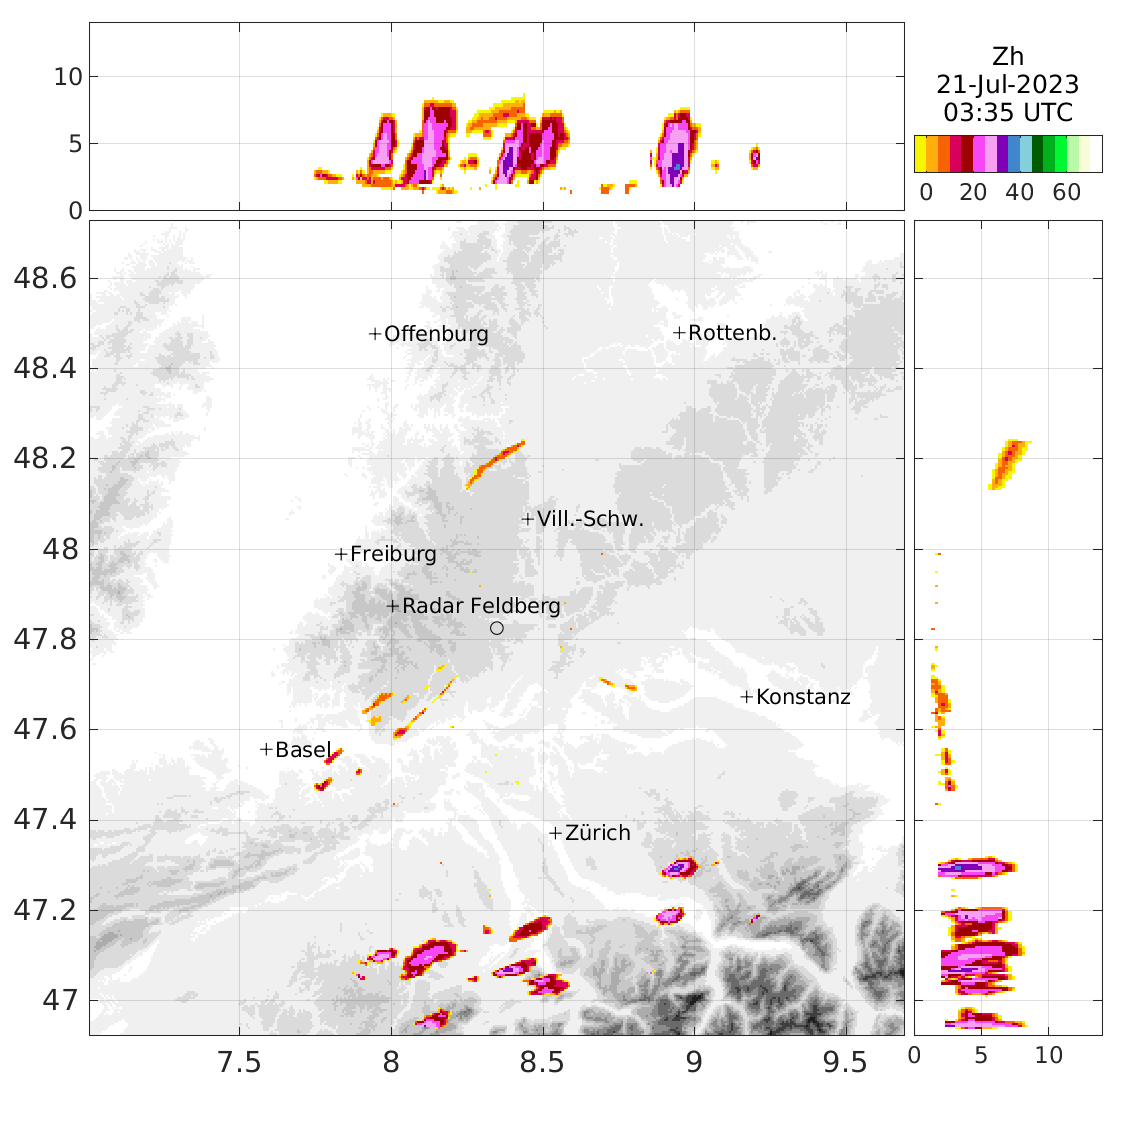 Zh
21-Jul-2023
03:35 UTC
10
5
0
0 20 40 60
48.6
Offenburg Rottenb.
48.4
48.2
Vill.-Schw.
48
Freiburg
Radar Feldberg
47.8
Konstanz
47.6
Basel
47.4
Zürich
47.2
47
7.5 8 8.5 9 9.5
0 5 10